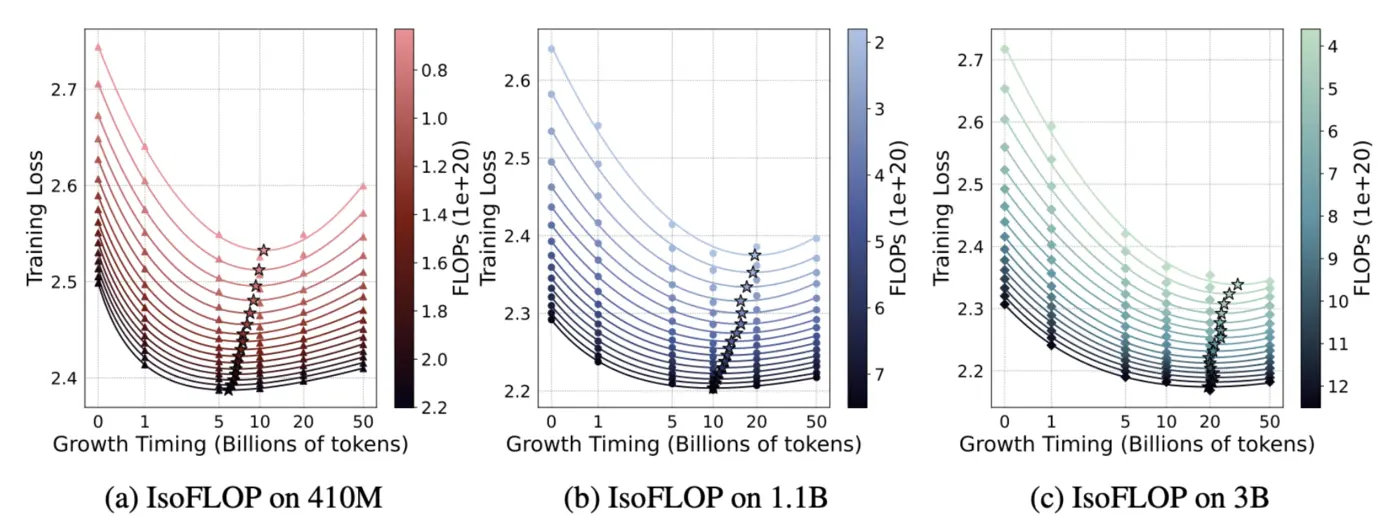 Training Loss
2.7
2.6
2.5
2.4
0 1 5 10 20 50
Growth Timing (Billions of tokens)
0.8
1.0
1.2
1.4
1.6
1.8
2.0
2.2
FLOPs (1e+20)
(a) IsoFLOP on 410M
Training Loss
2.6
2.5
2.4
2.3
2.2
0 1 5 10 20 50
Growth Timing (Billions of tokens)
2
3
4
5
6
7
FLOPs (1e+20)
(b) IsoFLOP on 1.1B
Training Loss
2.7
2.6
2.5
2.4
2.3
2.2
0 1 5 10 20 50
Growth Timing (Billions of tokens)
4
5
6
7
8
9
10
11
12
FLOPs (1e+20)
(c) IsoFLOP on 3B